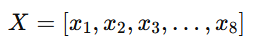 X = [x₁, x₂, x₃, . . . , x₈]